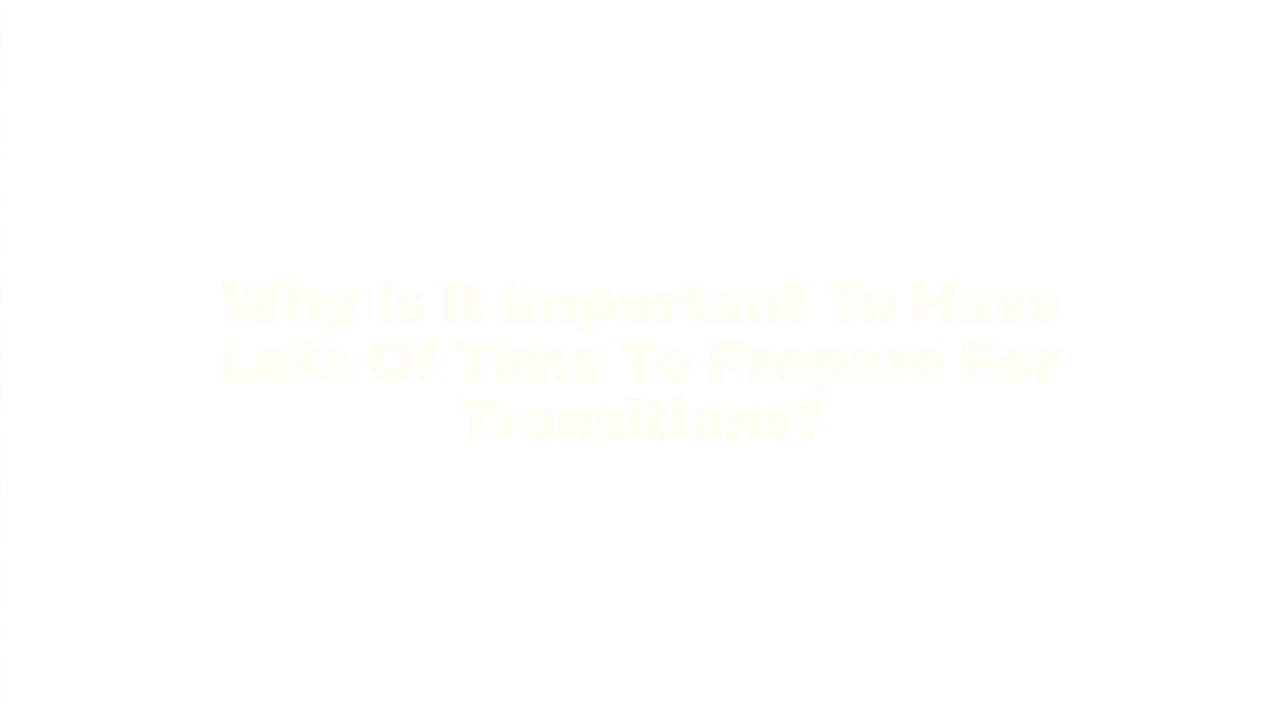 Why Is It Important To Have
Lots Of Time To Prepare For
Transitions?